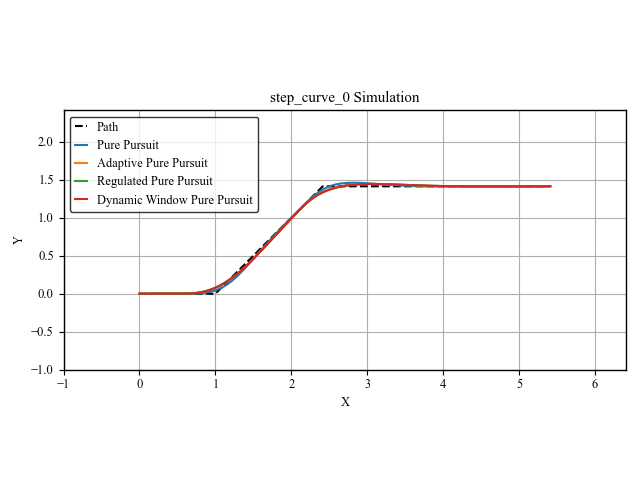 step_curve_0 Simulation
Path
Pure Pursuit
Adaptive Pure Pursuit
Regulated Pure Pursuit
Dynamic Window Pure Pursuit
2.0
1.5
1.0
0.5
0.0
−0.5
−1.0
Y
−1 0 1 2 3 4 5 6
X